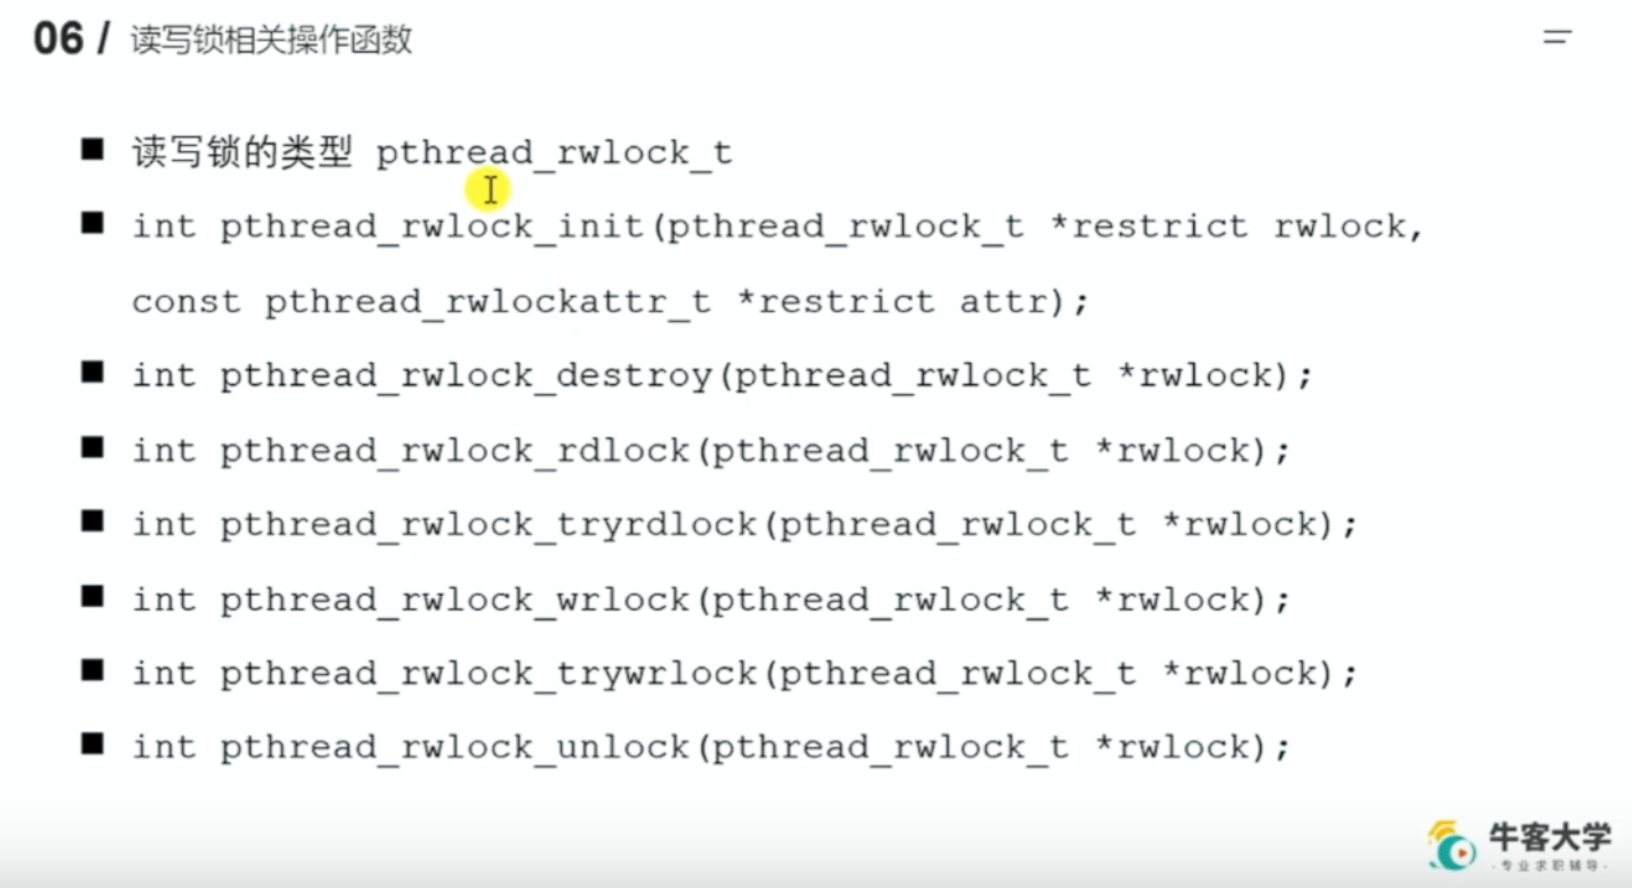 06 / 读写锁相关操作函数
■ 读写锁的类型 pthread_rwlock_t
■ int pthread_rwlock_init(pthread_rwlock_t *restrict rwlock,
const pthread_rwlockattr_t *restrict attr);
■ int pthread_rwlock_destroy(pthread_rwlock_t *rwlock);
■ int pthread_rwlock_rdlock(pthread_rwlock_t *rwlock);
■ int pthread_rwlock_tryrdlock(pthread_rwlock_t *rwlock);
■ int pthread_rwlock_wrlock(pthread_rwlock_t *rwlock);
■ int pthread_rwlock_trywrlock(pthread_rwlock_t *rwlock);
■ int pthread_rwlock_unlock(pthread_rwlock_t *rwlock);
牛客大学
·专业求职辅导·